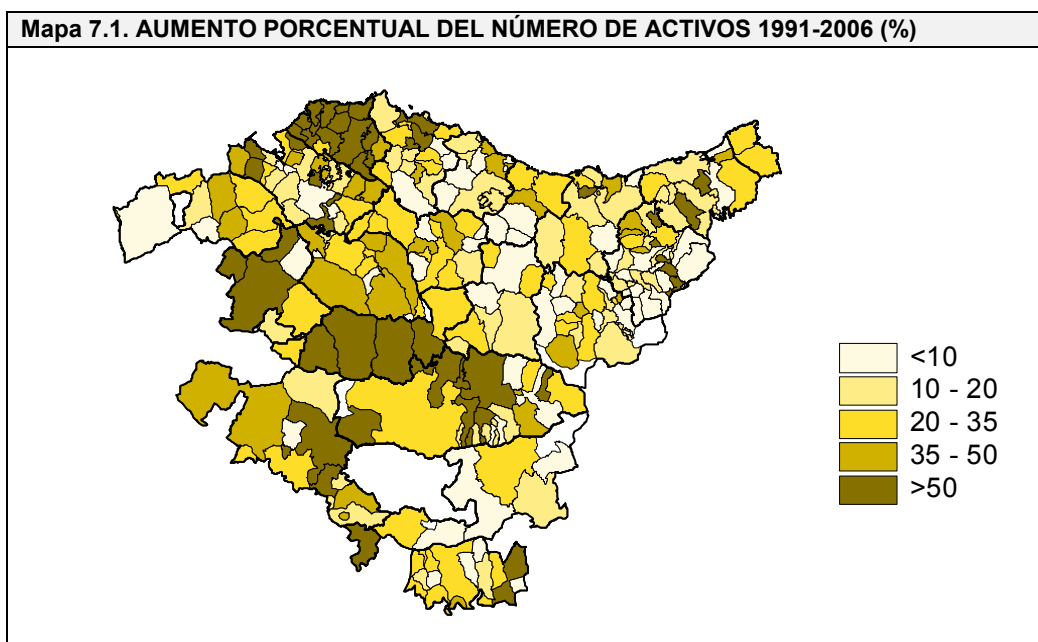 Mapa 7.1. AUMENTO PORCENTUAL DEL NÚMERO DE ACTIVOS 1991-2006 (%)
<10
10 - 20
20 - 35
35 - 50
>50